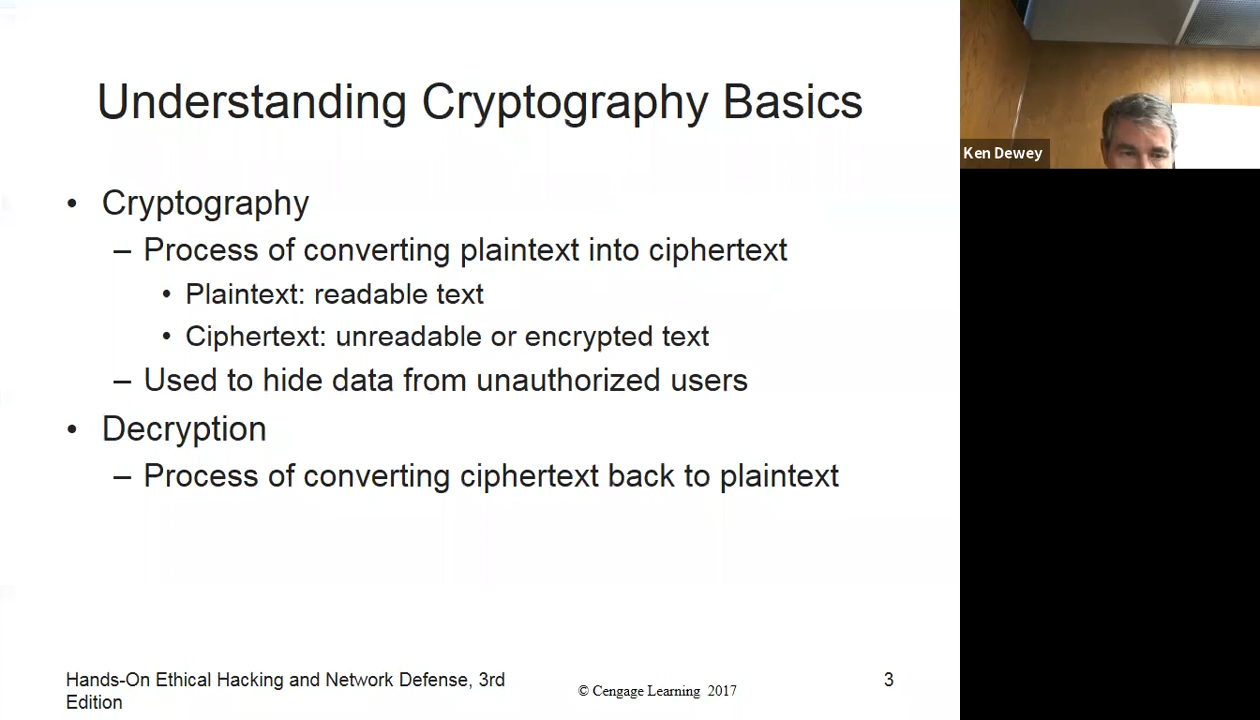 Understanding Cryptography Basics
• Cryptography
– Process of converting plaintext into ciphertext
• Plaintext: readable text
• Ciphertext: unreadable or encrypted text
– Used to hide data from unauthorized users
• Decryption
– Process of converting ciphertext back to plaintext
Hands-On Ethical Hacking and Network Defense, 3rd
Edition
© Cengage Learning 2017
3
Ken Dewey